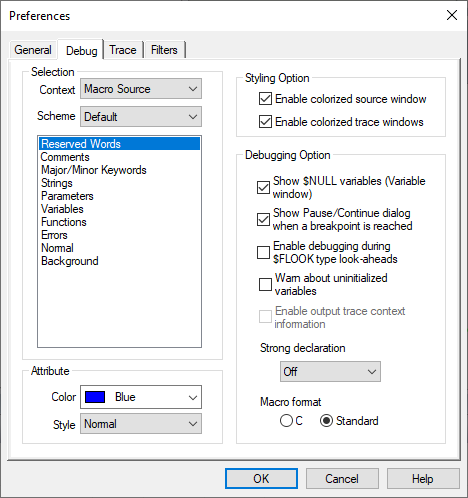 Preferences
General Debug Trace Filters
Selection
Context Macro Source
Scheme Default
Reserved Words
Comments
Major/Minor Keywords
Strings
Parameters
Variables
Functions
Errors
Normal
Background
Attribute
Color Blue
Style Normal
Styling Option
Enable colorized source window
Enable colorized trace windows
Debugging Option
Show $NULL variables (Variable
window)
Show Pause/Continue dialog
when a breakpoint is reached
Enable debugging during
$FLOOK type look-aheads
Warn about uninitialized
variables
Enable output trace context
information
Strong declaration
Off
Macro format
C Standard
OK Cancel Help